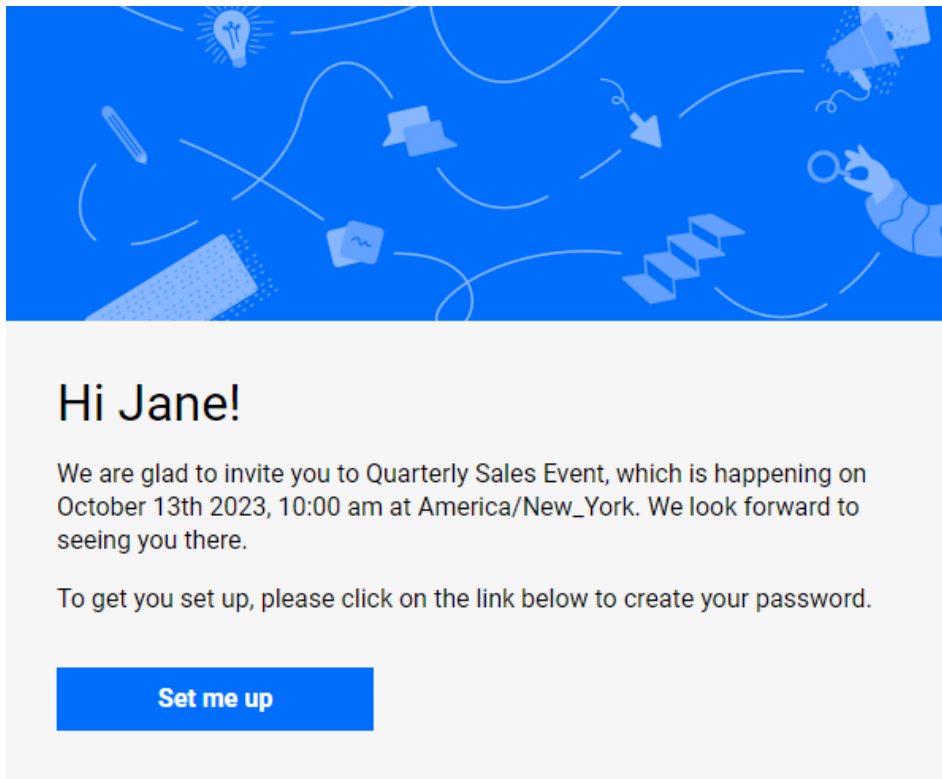 Hi Jane!
We are glad to invite you to Quarterly Sales Event, which is happening on
October 13th 2023, 10:00 am at America/New_York. We look forward to
seeing you there.
To get you set up, please click on the link below to create your password.
Set me up